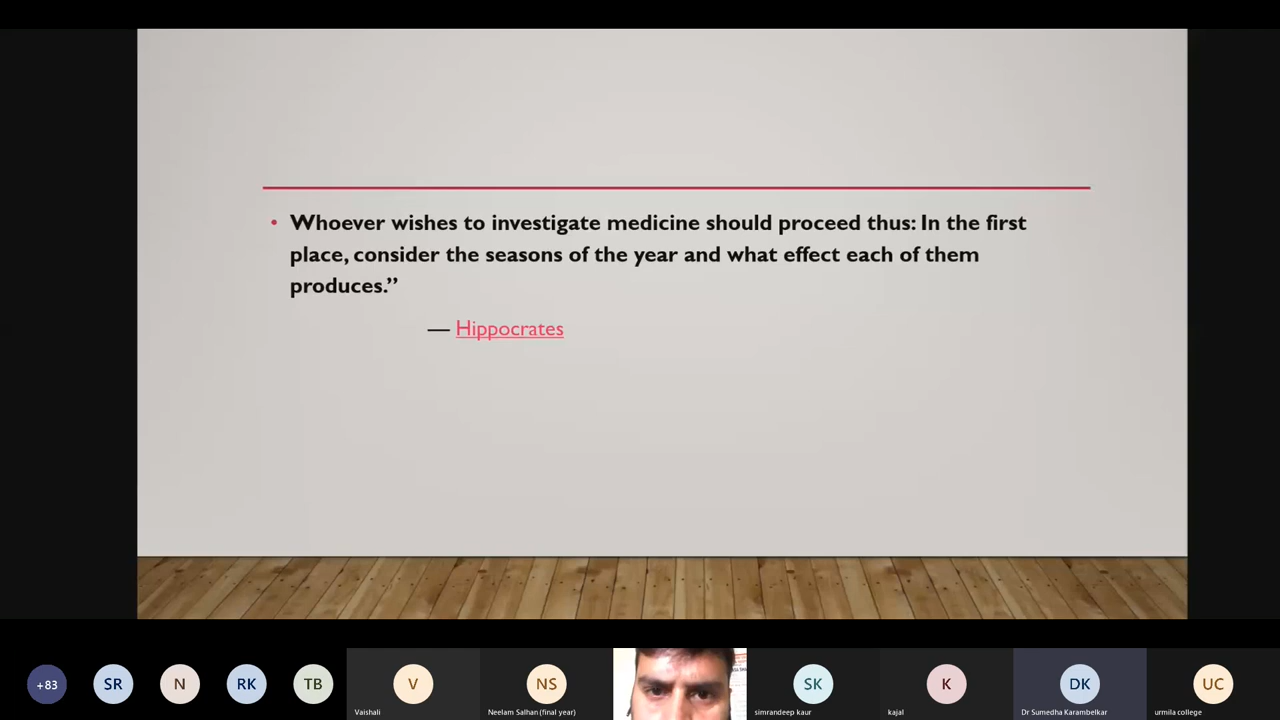 • Whoever wishes to investigate medicine should proceed thus: In the first
place, consider the seasons of the year and what effect each of them
produces.”
— Hippocrates
+83
SR
N
RK
TB
V
NS
SK
K
DK
UC
Vaishali
Neelam Salhan (final year)
simrandeep kaur
kajal
Dr Sumedha Karambelkar
urmila college